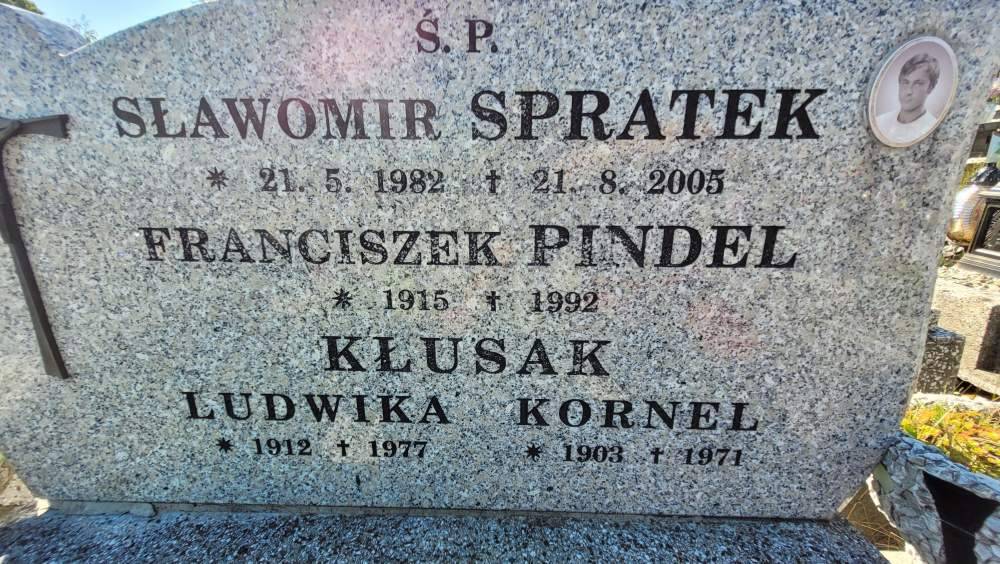 Ś. P.
SŁAWOMIR SPRATEK
* 21. 5. 1982 † 21. 8. 2005
FRANCISZEK PINDEL
* 1915 † 1992
KŁUSAK
LUDWIKA KORNEL
* 1912 † 1977 * 1903 † 1971